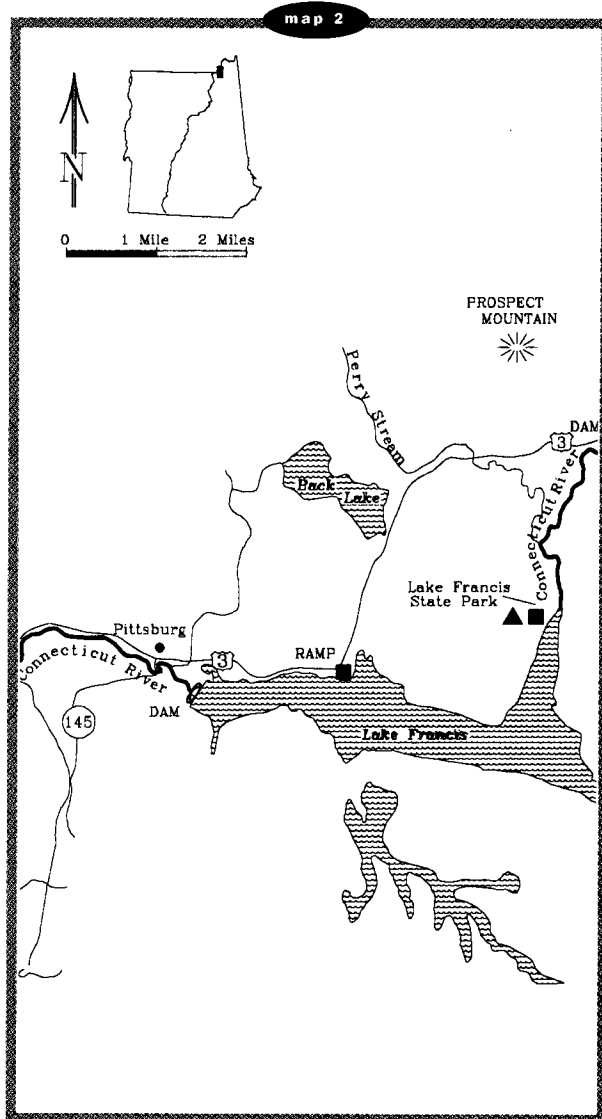 map 2
N
0 1 Mile 2 Miles
PROSPECT
MOUNTAIN
Perry Stream
3
DAM
Back Lake
Connecticut River
Lake Francis
State Park
Pittsburg
3
RAMP
Connecticut River
DAM
145
Lake Francis